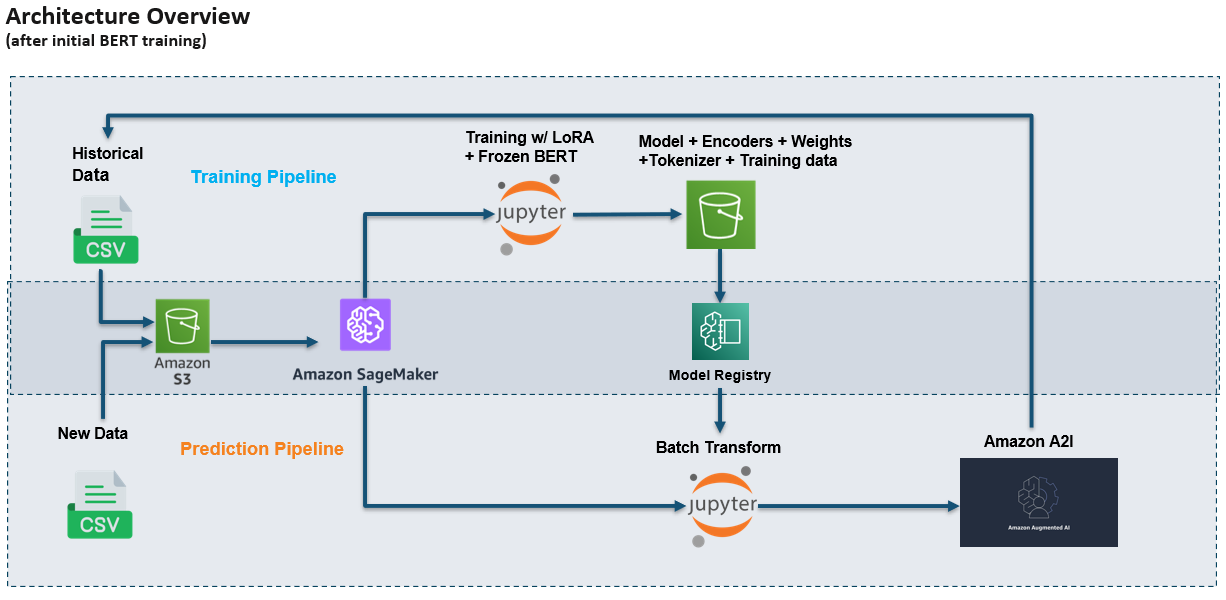 Architecture Overview
(after initial BERT training)
Historical
Data
Training Pipeline
Training w/ LoRA
+ Frozen BERT
Model + Encoders + Weights
+Tokenizer + Training data
CSV
jupyter
Amazon
S3
Amazon SageMaker
Model Registry
New Data
Prediction Pipeline
Batch Transform
Amazon A2I
CSV
jupyter
Amazon Augmented AI